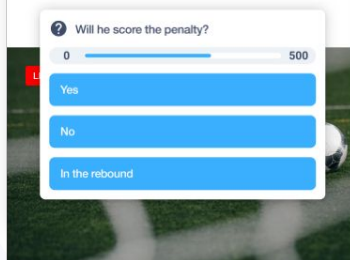 Will he score the penalty?
0 500
Yes
No
In the rebound